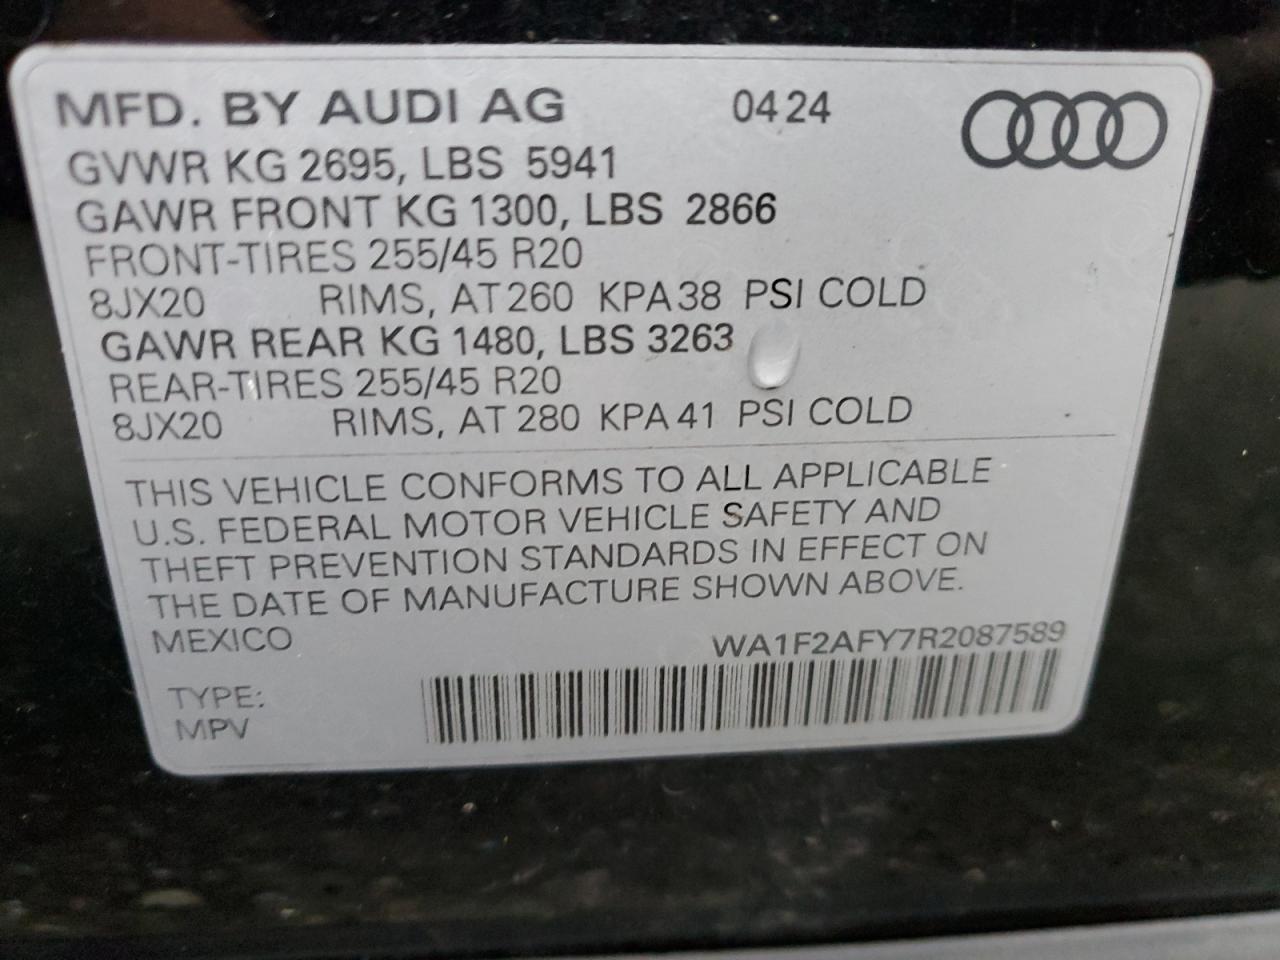 MFD. BY AUDI AG 04 24
GVWR KG 2695, LBS 5941
GAWR FRONT KG 1300, LBS 2866
FRONT-TIRES 255/45 R20
8JX20 RIMS, AT 260 KPA 38 PSI COLD
GAWR REAR KG 1480, LBS 3263
REAR-TIRES 255/45 R20
8JX20 RIMS, AT 280 KPA 41 PSI COLD
THIS VEHICLE CONFORMS TO ALL APPLICABLE
U.S. FEDERAL MOTOR VEHICLE SAFETY AND
THEFT PREVENTION STANDARDS IN EFFECT ON
THE DATE OF MANUFACTURE SHOWN ABOVE.
MEXICO WA1F2AFY7R2087589
TYPE:
MPV